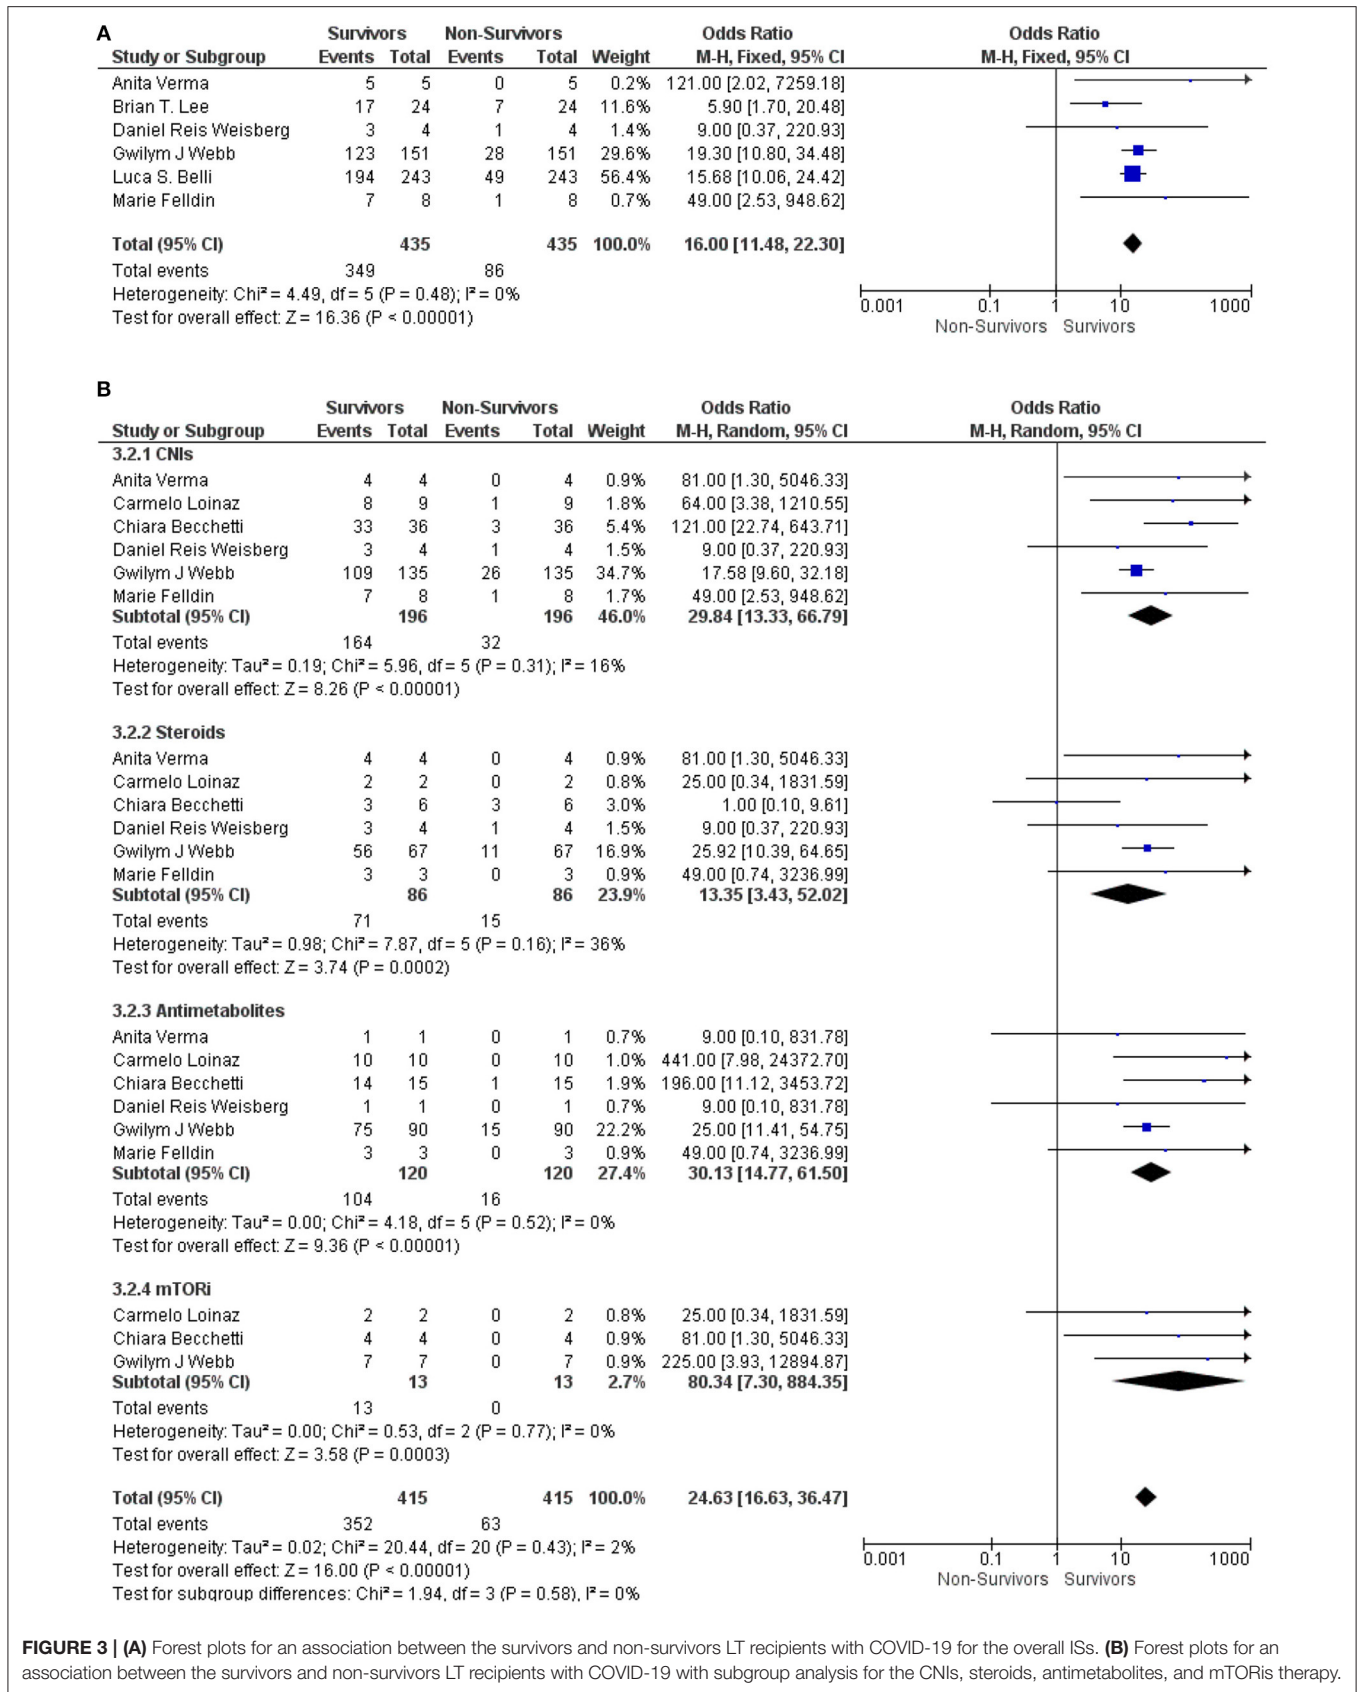 A
Survivors Non-Survivors Odds Ratio Odds Ratio
Study or Subgroup Events Total Events Total Weight M-H, Fixed, 95% CI M-H, Fixed, 95% CI
Anita Verma 5 5 0 5 0.2% 121.00 [2.02, 7259.18]
Brian T. Lee 17 24 7 24 11.6% 5.90 [1.70, 20.48]
Daniel Reis Weisberg 3 4 1 4 1.4% 9.00 [0.37, 220.93]
Gwilym J Webb 123 151 28 151 29.6% 19.30 [10.80, 34.48]
Luca S. Belli 194 243 49 243 56.4% 15.68 [10.06, 24.42]
Marie Felldin 7 8 1 8 0.7% 49.00 [2.53, 948.62]
Total (95% CI) 435 435 100.0% 16.00 [11.48, 22.30]
Total events 349 86
Heterogeneity: Chi² = 4.49, df = 5 (P = 0.48); I² = 0%
Test for overall effect: Z = 16.36 (P < 0.00001)
0.001 0.1 1 10 1000
Non-Survivors Survivors
B
Survivors Non-Survivors Odds Ratio Odds Ratio
Study or Subgroup Events Total Events Total Weight M-H, Random, 95% CI M-H, Random, 95% CI
3.2.1 CNIs
Anita Verma 4 4 0 4 0.9% 81.00 [1.30, 5046.33]
Carmelo Loinaz 8 9 1 9 1.8% 64.00 [3.38, 1210.55]
Chiara Becchetti 33 36 3 36 5.4% 121.00 [22.74, 643.71]
Daniel Reis Weisberg 3 4 1 4 1.5% 9.00 [0.37, 220.93]
Gwilym J Webb 109 135 26 135 34.7% 17.58 [9.60, 32.18]
Marie Felldin 7 8 1 8 1.7% 49.00 [2.53, 948.62]
Subtotal (95% CI) 196 196 46.0% 29.84 [13.33, 66.79]
Total events 164 32
Heterogeneity: Tau² = 0.19; Chi² = 5.96, df = 5 (P = 0.31); I² = 16%
Test for overall effect: Z = 8.26 (P < 0.00001)
3.2.2 Steroids
Anita Verma 4 4 0 4 0.9% 81.00 [1.30, 5046.33]
Carmelo Loinaz 2 2 0 2 0.8% 25.00 [0.34, 1831.59]
Chiara Becchetti 3 6 3 6 3.0% 1.00 [0.10, 9.61]
Daniel Reis Weisberg 3 4 1 4 1.5% 9.00 [0.37, 220.93]
Gwilym J Webb 56 67 11 67 16.9% 25.92 [10.39, 64.65]
Marie Felldin 3 3 0 3 0.9% 49.00 [0.74, 3236.99]
Subtotal (95% CI) 86 86 23.9% 13.35 [3.43, 52.02]
Total events 71 15
Heterogeneity: Tau² = 0.98; Chi² = 7.87, df = 5 (P = 0.16); I² = 36%
Test for overall effect: Z = 3.74 (P = 0.0002)
3.2.3 Antimetabolites
Anita Verma 1 1 0 1 0.7% 9.00 [0.10, 831.78]
Carmelo Loinaz 10 10 0 10 1.0% 441.00 [7.98, 24372.70]
Chiara Becchetti 14 15 1 15 1.9% 196.00 [11.12, 3453.72]
Daniel Reis Weisberg 1 1 0 1 0.7% 9.00 [0.10, 831.78]
Gwilym J Webb 75 90 15 90 22.2% 25.00 [11.41, 54.75]
Marie Felldin 3 3 0 3 0.9% 49.00 [0.74, 3236.99]
Subtotal (95% CI) 120 120 27.4% 30.13 [14.77, 61.50]
Total events 104 16
Heterogeneity: Tau² = 0.00; Chi² = 4.18, df = 5 (P = 0.52); I² = 0%
Test for overall effect: Z = 9.36 (P < 0.00001)
3.2.4 mTORi
Carmelo Loinaz 2 2 0 2 0.8% 25.00 [0.34, 1831.59]
Chiara Becchetti 4 4 0 4 0.9% 81.00 [1.30, 5046.33]
Gwilym J Webb 7 7 0 7 0.9% 225.00 [3.93, 12894.87]
Subtotal (95% CI) 13 13 2.7% 80.34 [7.30, 884.35]
Total events 13 0
Heterogeneity: Tau² = 0.00; Chi² = 0.53, df = 2 (P = 0.77); I² = 0%
Test for overall effect: Z = 3.58 (P = 0.0003)
Total (95% CI) 415 415 100.0% 24.63 [16.63, 36.47]
Total events 352 63
Heterogeneity: Tau² = 0.02; Chi² = 20.44, df = 20 (P = 0.43); I² = 2%
Test for overall effect: Z = 16.00 (P < 0.00001)
Test for subgroup differences: Chi² = 1.94, df = 3 (P = 0.58), I² = 0%
0.001 0.1 1 10 1000
Non-Survivors Survivors
FIGURE 3 | (A) Forest plots for an association between the survivors and non-survivors LT recipients with COVID-19 for the overall ISs. (B) Forest plots for an
association between the survivors and non-survivors LT recipients with COVID-19 with subgroup analysis for the CNIs, steroids, antimetabolites, and mTORis therapy.